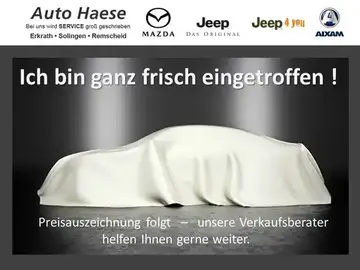 Auto Haese
Bei uns wird SERVICE groß geschrieben
Erkrath • Solingen • Remscheid
MAZDA
Jeep
DAS ORIGINAL
Jeep 4 you
AIXAM
Ich bin ganz frisch eingetroffen !
Preisauszeichnung folgt – unsere Verkaufsberater
helfen Ihnen gerne weiter.